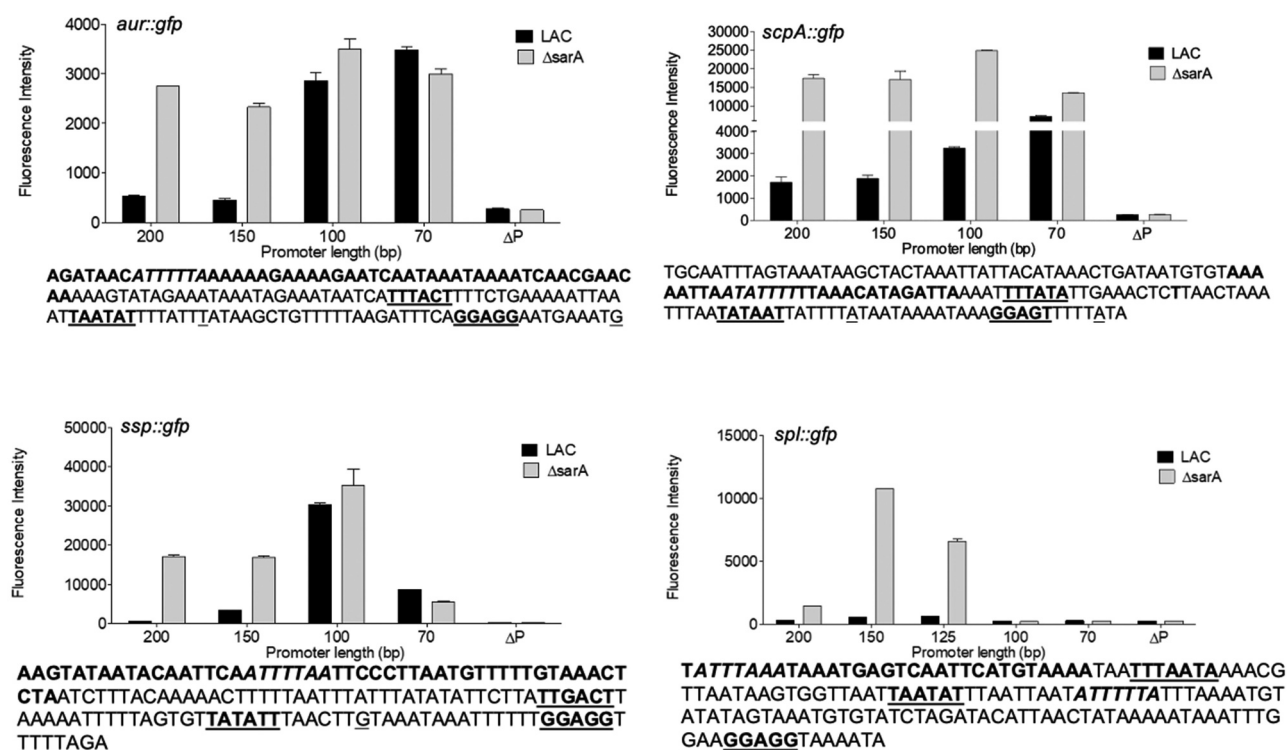 aur::gfp
LAC
ΔsarA
Fluorescence Intensity
4000
3000
2000
1000
0
200 150 100 70 ΔP
Promoter length (bp)
AGATAACATTTTTAAAAAAGAAAAGAATCAATAAATAAAATCAACGAAC
AAAAAGTATAGAAATAAATAGAAATAATCATTTACTTTTCTGAAAAATTAA
ATTAATATTTTATTTATAAGCTGTTTTTAAGATTTCAGGAGGAATGAAATG
scpA::gfp
LAC
ΔsarA
Fluorescence Intensity
30000
25000
20000
15000
10000
4000
3000
2000
1000
0
200 150 100 70 ΔP
Promoter length (bp)
TGCAATTTAGTAAATAAGCTACTAAATTATTACATAAACTGATAATGTGTAAA
AATTAATATTTTTTAAACATAGATTAAAATTTTATATTGAAACTCTTAACTAAA
TTTAATATAATTATTTTATAATAAAATAAAGGAGTTTTTATA
ssp::gfp
LAC
ΔsarA
Fluorescence Intensity
50000
40000
30000
20000
10000
0
200 150 100 70 ΔP
Promoter length (bp)
AAGTATAATACAATTCAATTTTAATTCCCTTAATGTTTTTGTAAACT
CTAATCTTTACAAAAACTTTTTAATTTATTTATATATTCTTATTGACTT
AAAAATTTTTAGTGTTATATTTAACTTGTAAATAAATTTTTTGGAGGT
TTTTAGA
spl::gfp
LAC
ΔsarA
Fluorescence Intensity
15000
10000
5000
0
200 150 125 100 70 ΔP
Promoter length (bp)
TATTTAAATAAATGAGTCAATTCATGTAAAATAATTTAATAAAACG
TTAATAAGTGGTTAATTAATATTTAATTAATATTTTTATTTAAAATGT
ATATAGTAAATGTGTATCTAGATACATTAACTATAAAAATAAATTTG
GAAGGAGGTAAAATA